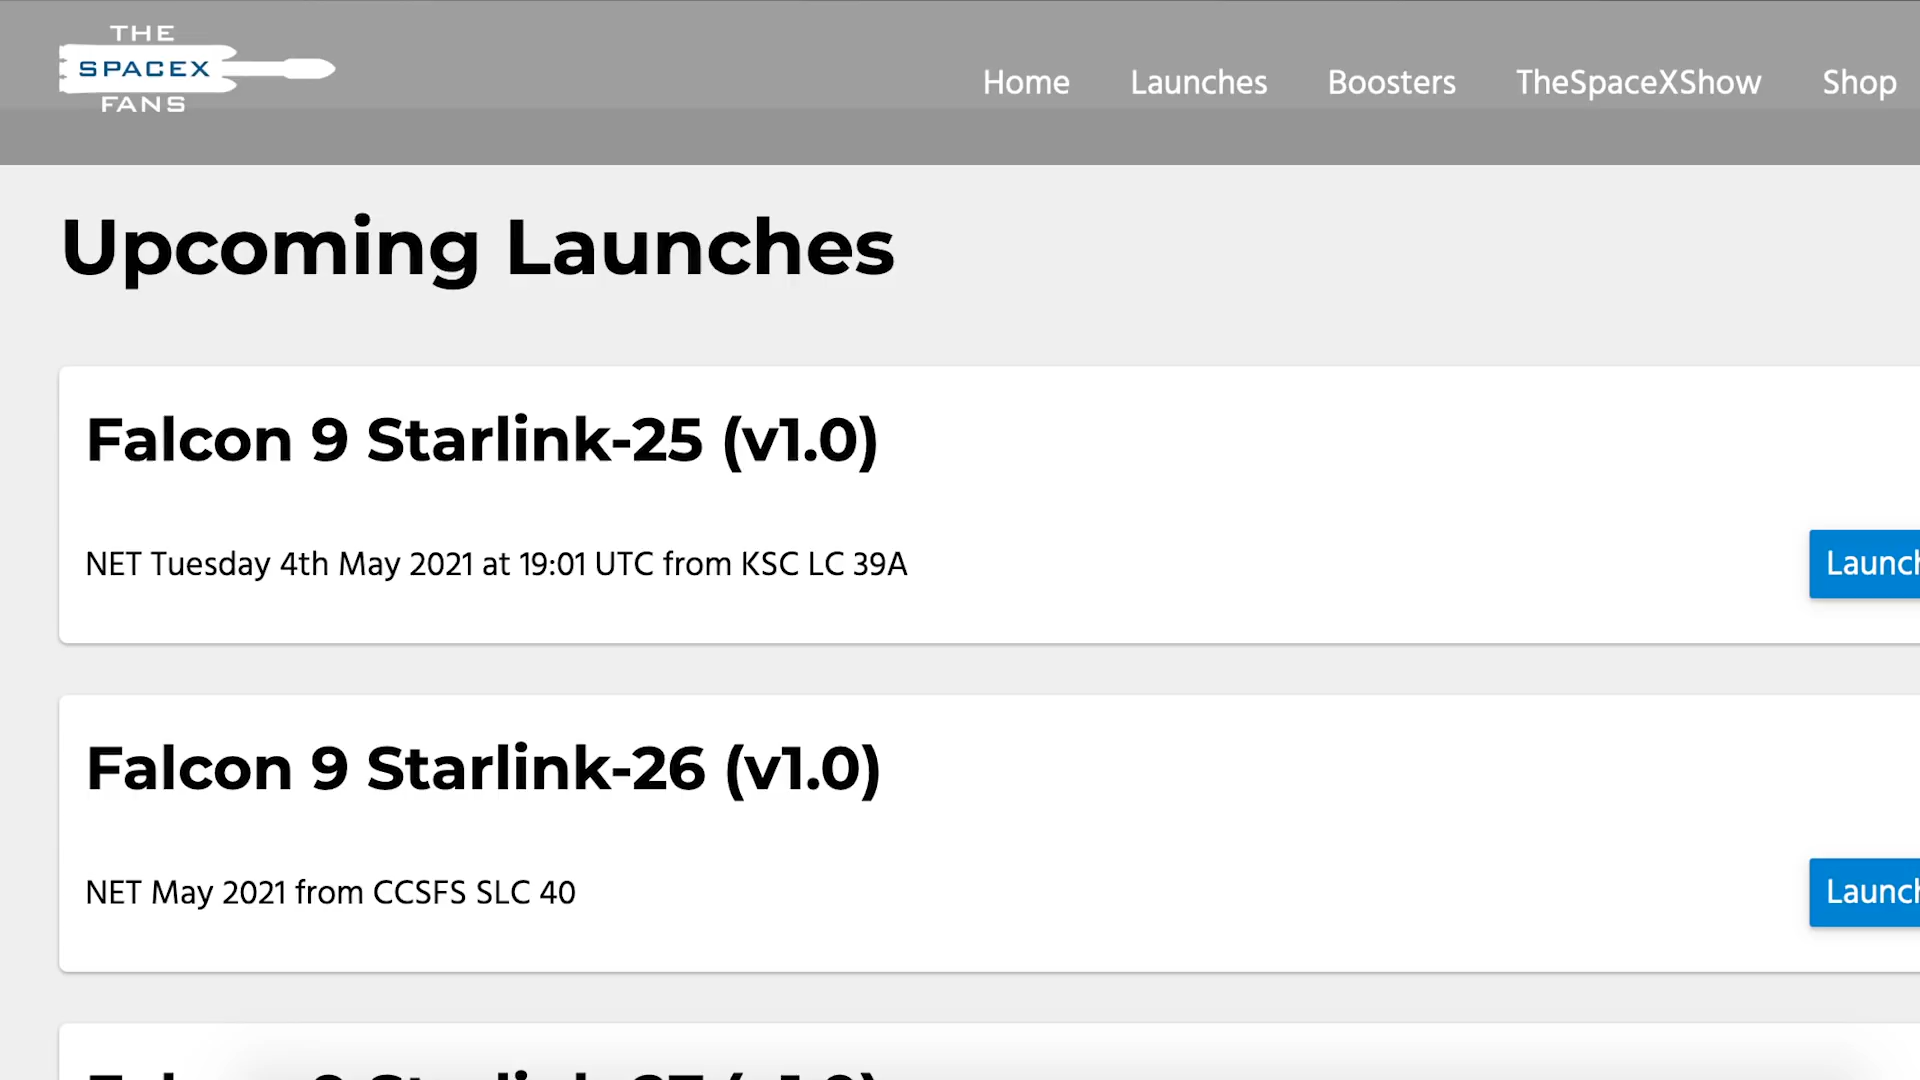 THE
SPACEX
FANS
Home Launches Boosters TheSpaceXShow Shop
Upcoming Launches
Falcon 9 Starlink-25 (v1.0)
NET Tuesday 4th May 2021 at 19:01 UTC from KSC LC 39A
Falcon 9 Starlink-26 (v1.0)
NET May 2021 from CCSFS SLC 40